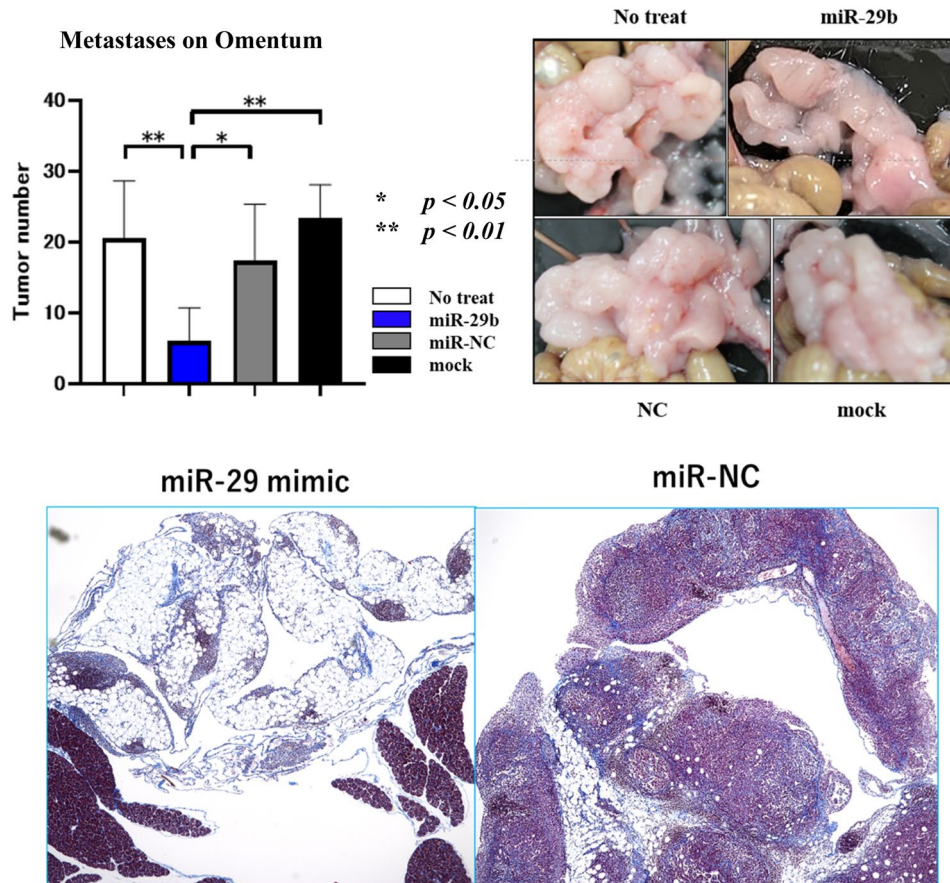 Metastases on Omentum
Tumor number
40
30
20
10
0
**
*
**
* p < 0.05
** p < 0.01
No treat
miR-29b
miR-NC
mock
No treat
miR-29b
NC
mock
miR-29 mimic
miR-NC